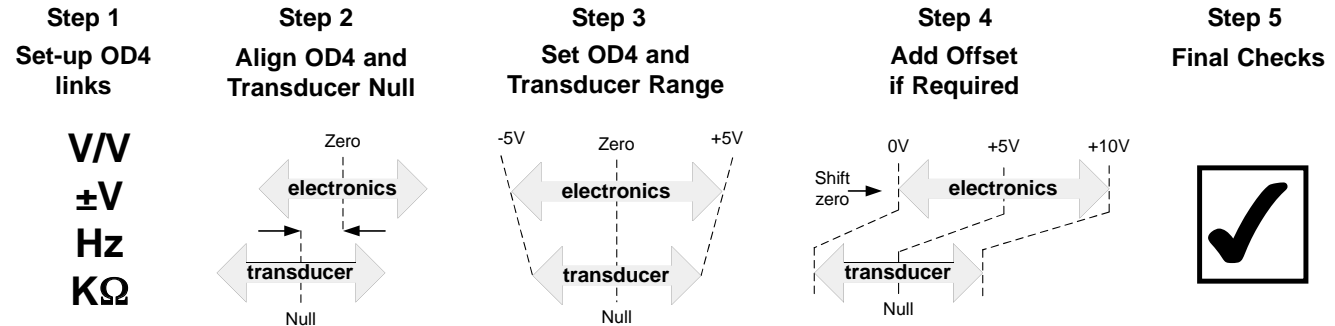 Step 1
Set-up OD4
links
V/V
±V
Hz
KΩ
Step 2
Align OD4 and
Transducer Null
Zero
electronics
transducer
Null
Step 3
Set OD4 and
Transducer Range
-5V
Zero
+5V
electronics
transducer
Null
Step 4
Add Offset
if Required
0V
+5V
+10V
Shift
zero
electronics
transducer
Null
Step 5
Final Checks